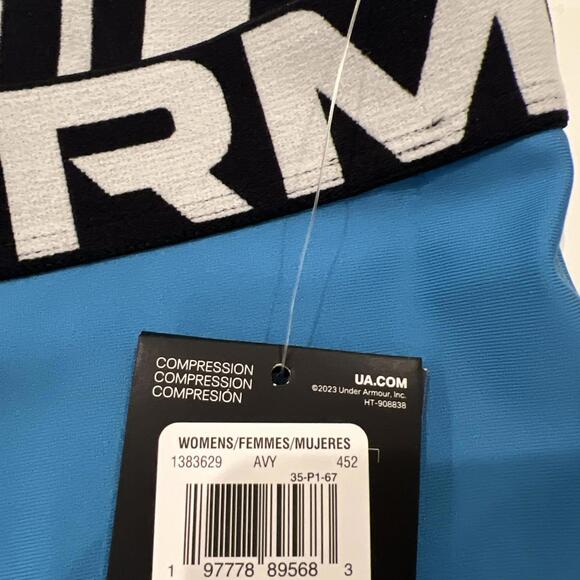 RM
COMPRESSION
COMPRESSION
COMPRESIÓN
UA.COM
©2023 Under Armour, Inc.
HT-908838
WOMENS/FEMMES/MUJERES
1383629 AVY 452
35-P1-67
1 97778 89568 3